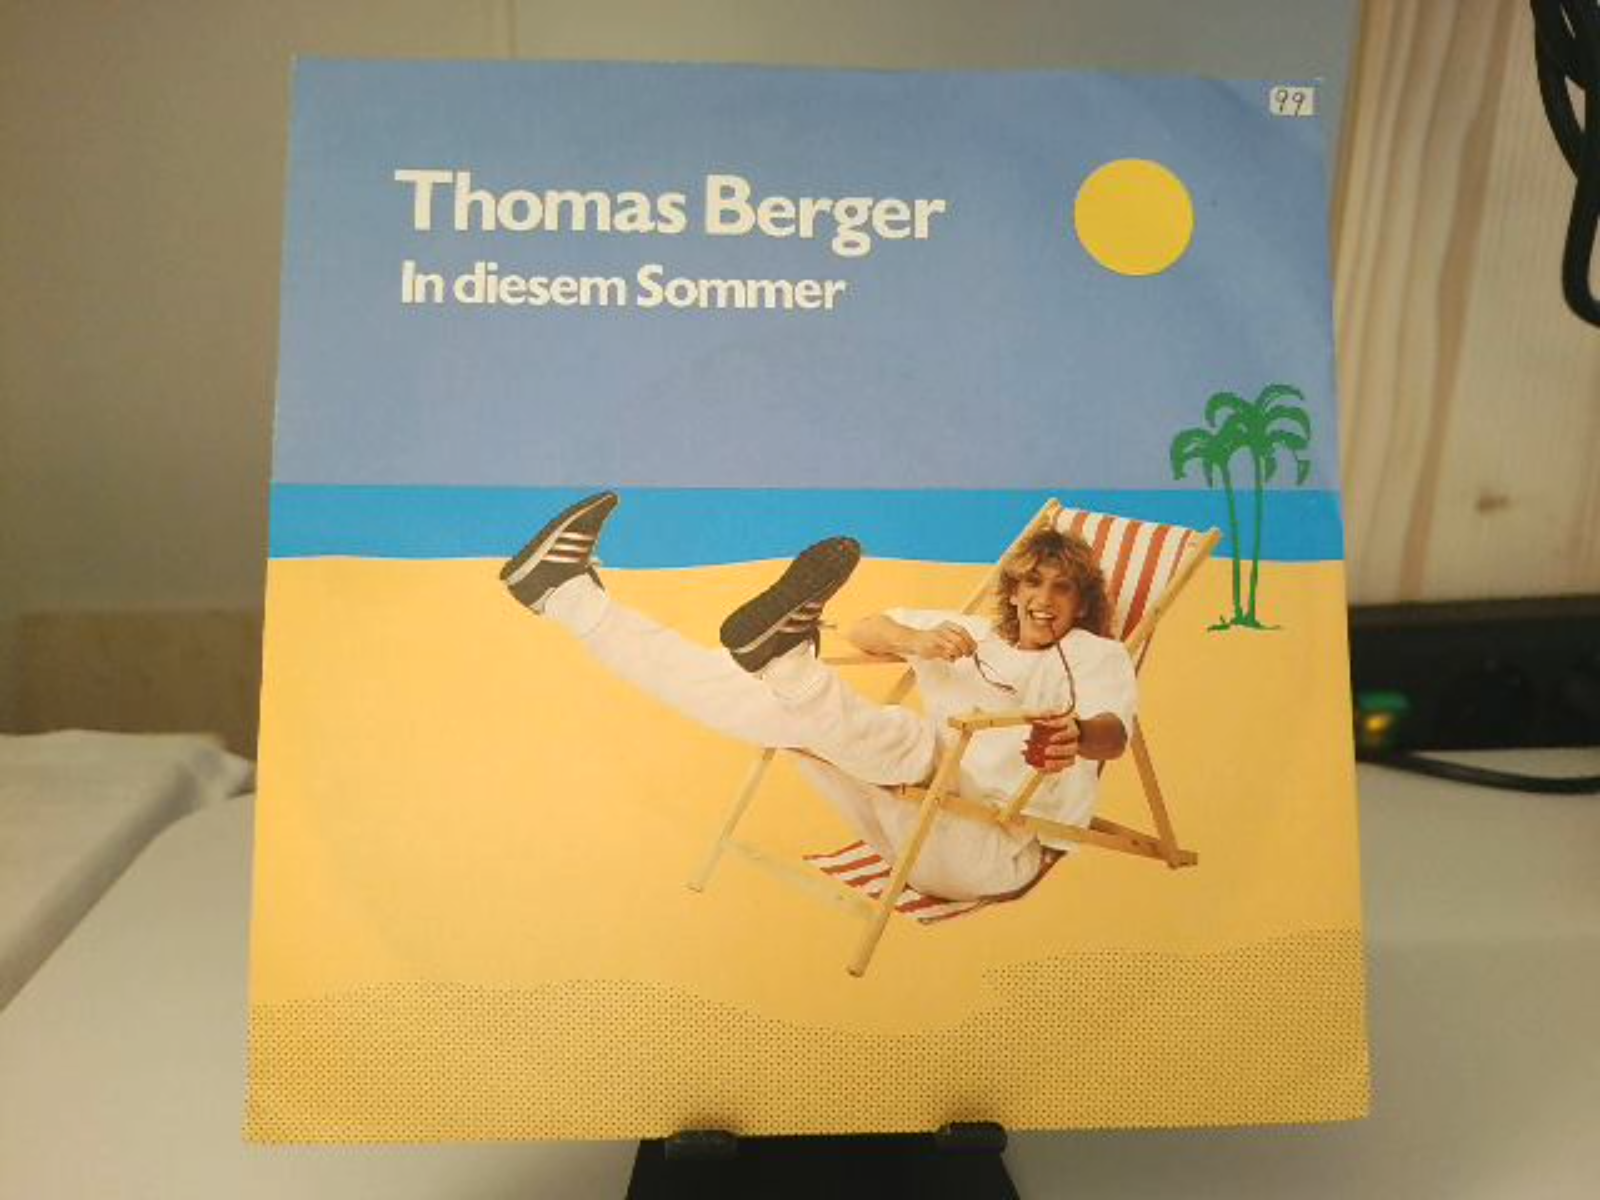 99
Thomas Berger
In diesem Sommer